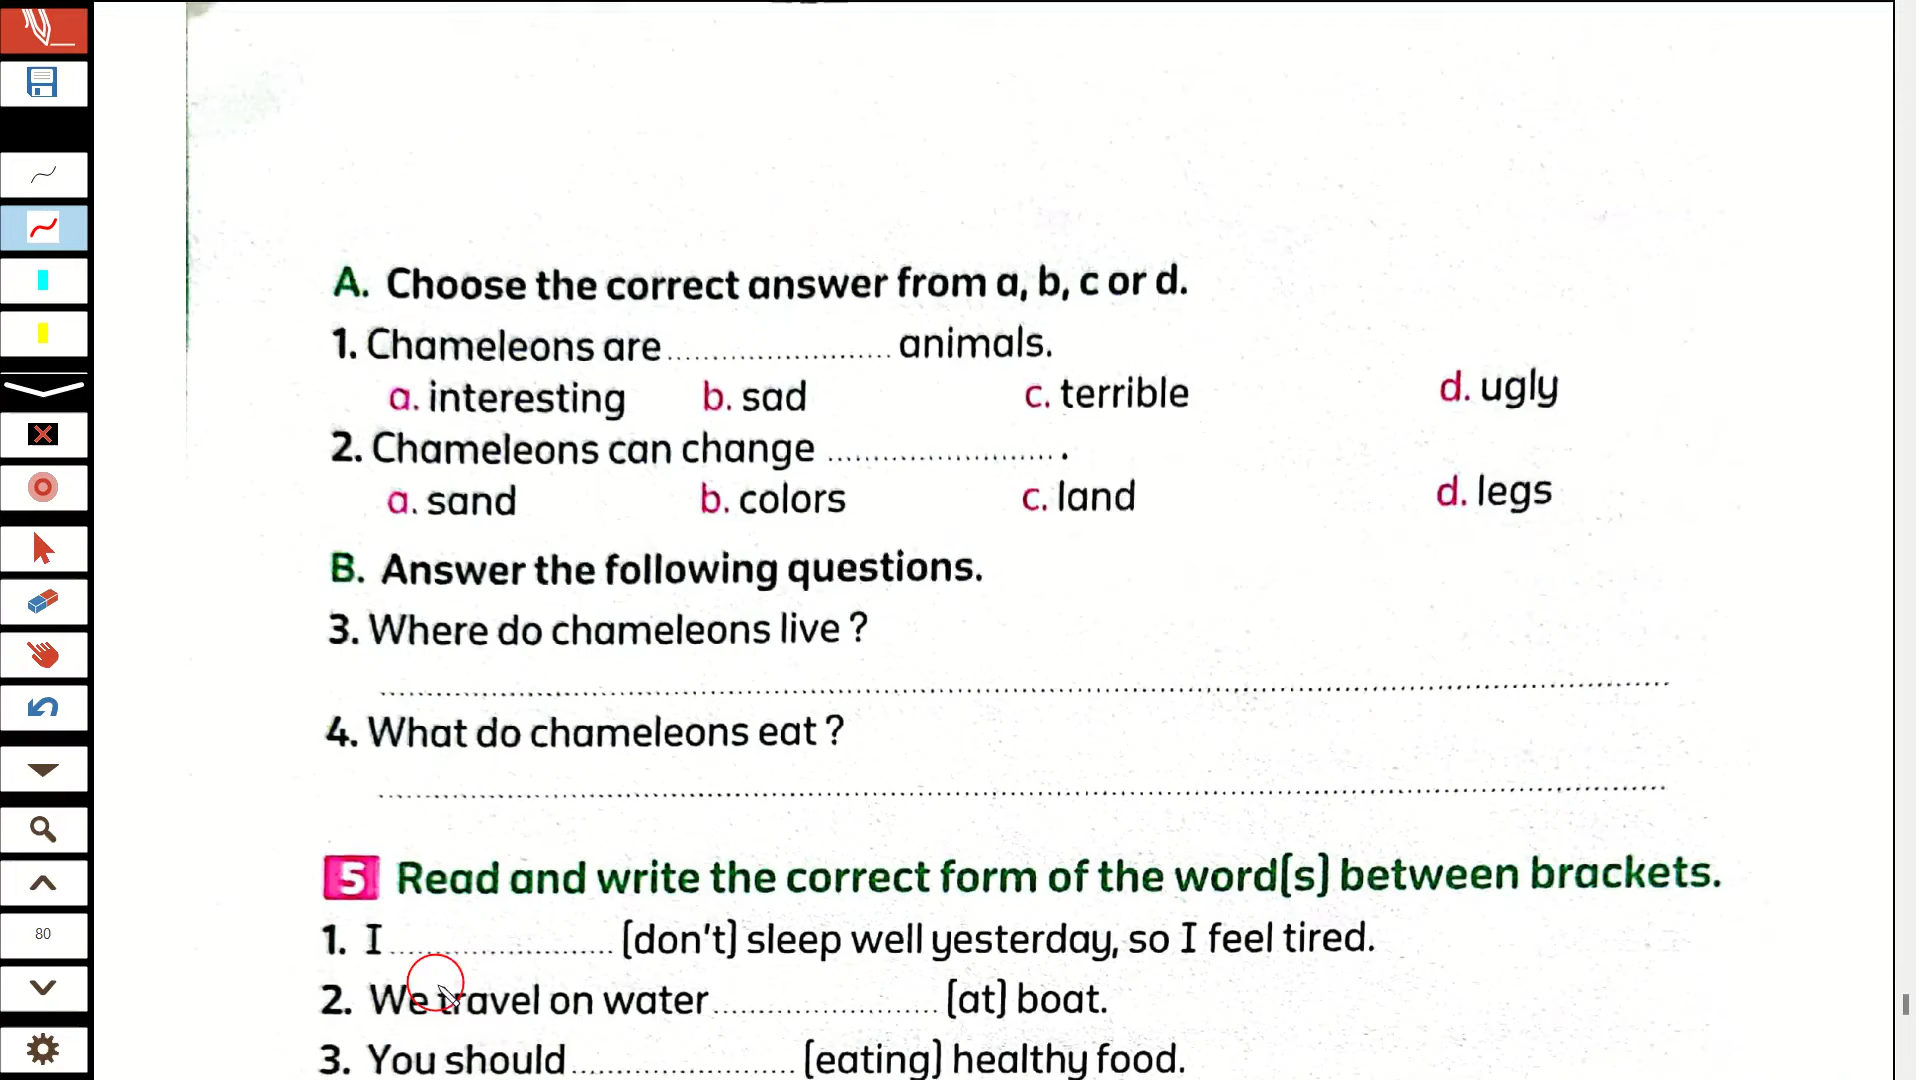 A. Choose the correct answer from a, b, c or d.
1. Chameleons are ........................ animals.
a. interesting b. sad c. terrible d. ugly
2. Chameleons can change ........................ .
a. sand b. colors c. land d. legs
B. Answer the following questions.
3. Where do chameleons live ?
4. What do chameleons eat ?
5 Read and write the correct form of the word(s) between brackets.
1. I ........................ (don't) sleep well yesterday, so I feel tired.
2. We travel on water ........................ (at) boat.
80
3. You should ........................ (eating) healthy food.